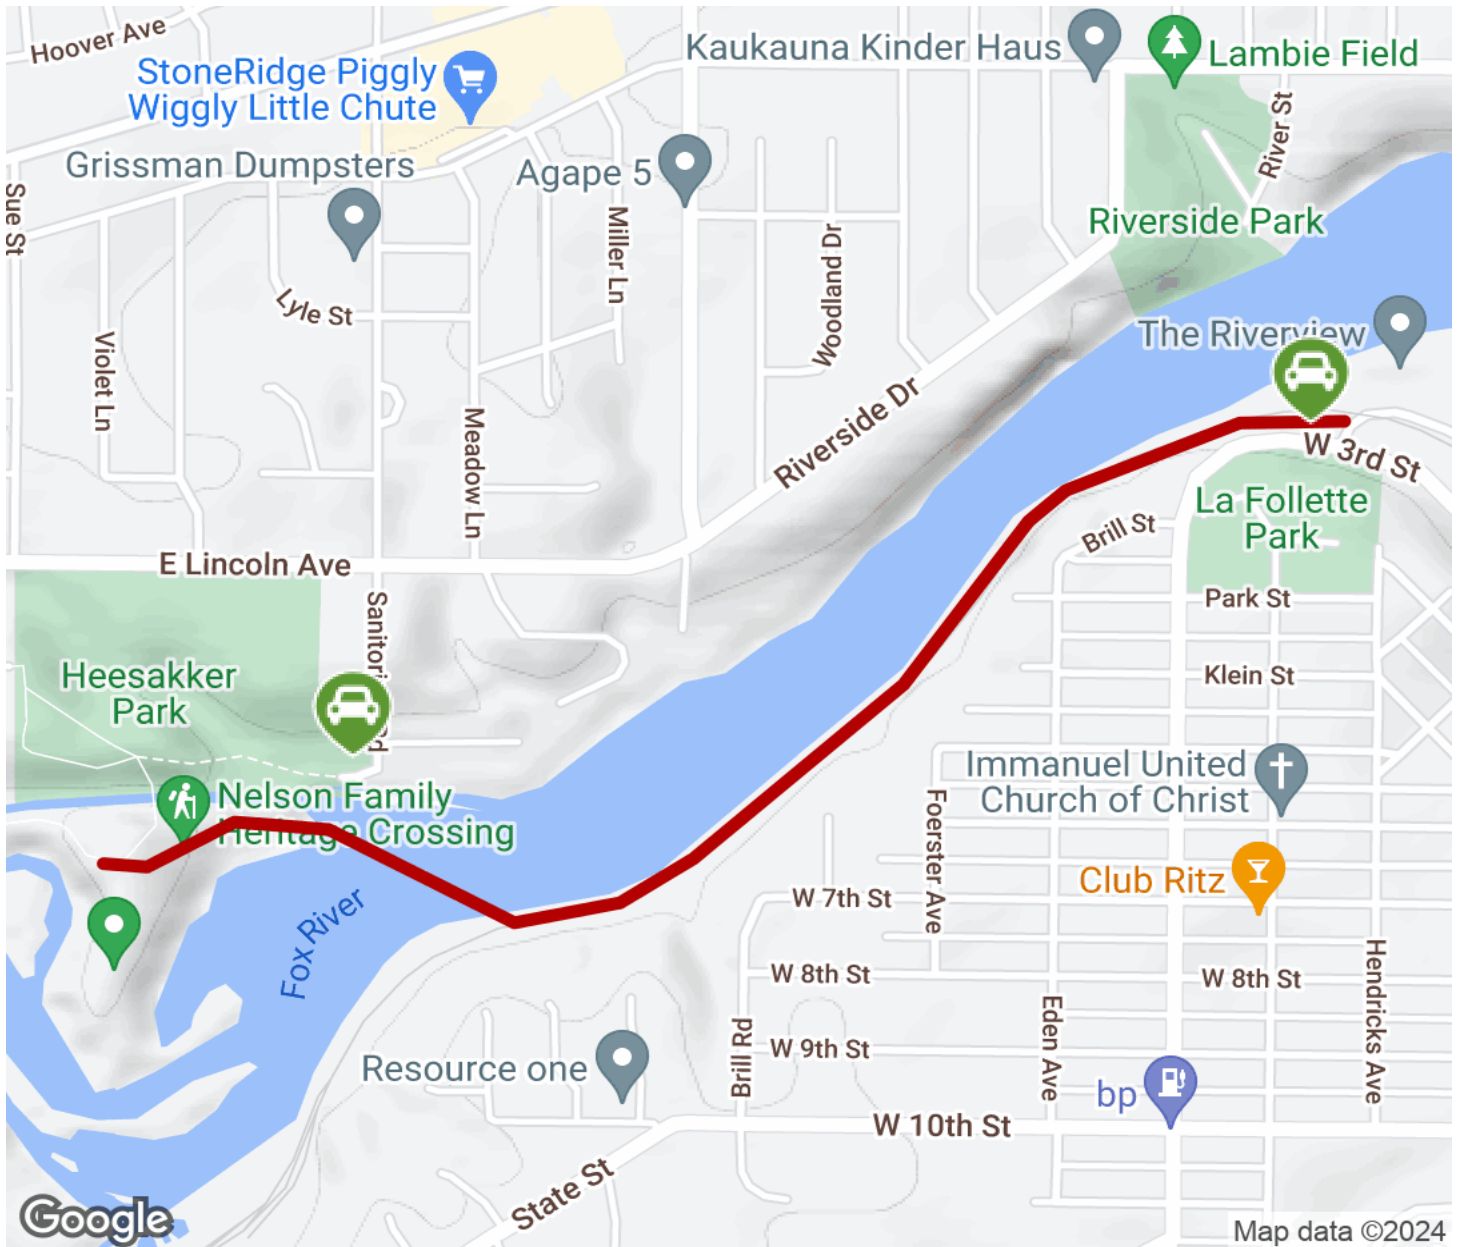 Hoover Ave
StoneRidge Piggly
Wiggly Little Chute
Kaukauna Kinder Haus
Lambie Field
Grissman Dumpsters
Agape 5
River St
Sue St
Miller Ln
Woodland Dr
Riverside Park
Lyle St
The Riverview
Violet Ln
Meadow Ln
Riverside Dr
W 3rd St
La Follette
Park
Brill St
E Lincoln Ave
Park St
Heesakker
Park
Klein St
Nelson Family
Heritage Crossing
Immanuel United
Church of Christ
Foerster Ave
Club Ritz
W 7th St
Fox River
W 8th St
W 8th St
Hendricks Ave
Eden Ave
Brill Rd
W 9th St
Resource one
bp
W 10th St
State St
Google
Map data ©2024